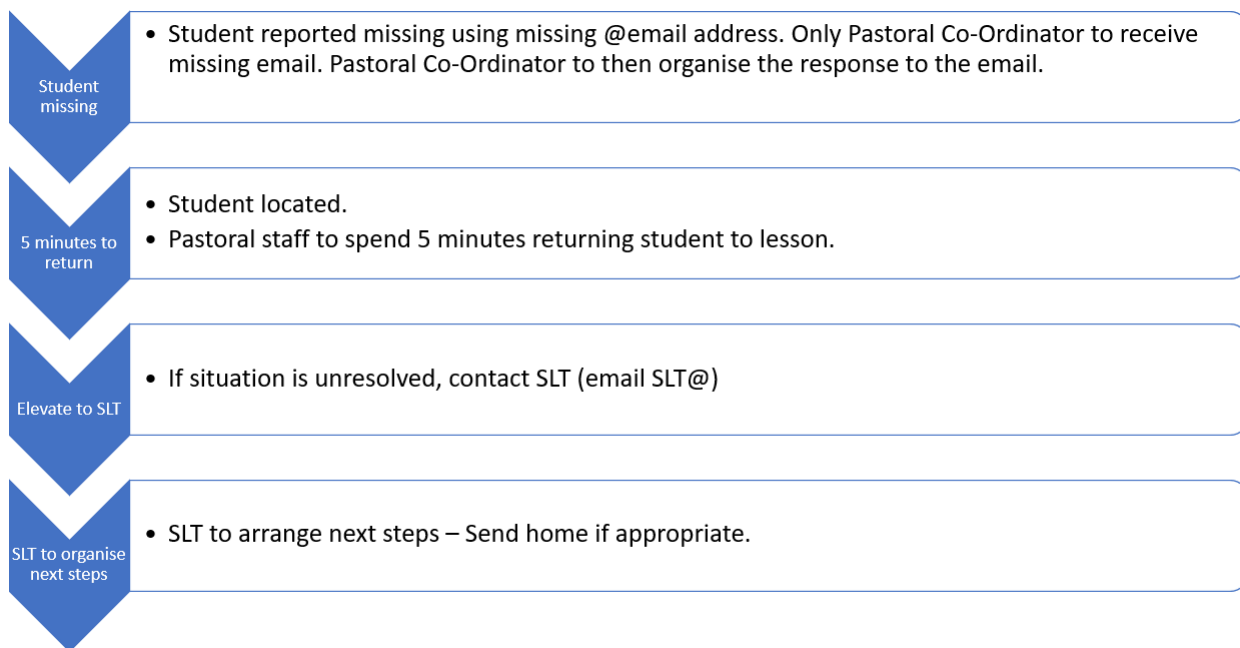 Student
missing
• Student reported missing using missing @email address. Only Pastoral Co-Ordinator to receive
missing email. Pastoral Co-Ordinator to then organise the response to the email.
5 minutes to
return
• Student located.
• Pastoral staff to spend 5 minutes returning student to lesson.
Elevate to SLT
• If situation is unresolved, contact SLT (email SLT@)
SLT to organise
next steps
• SLT to arrange next steps – Send home if appropriate.